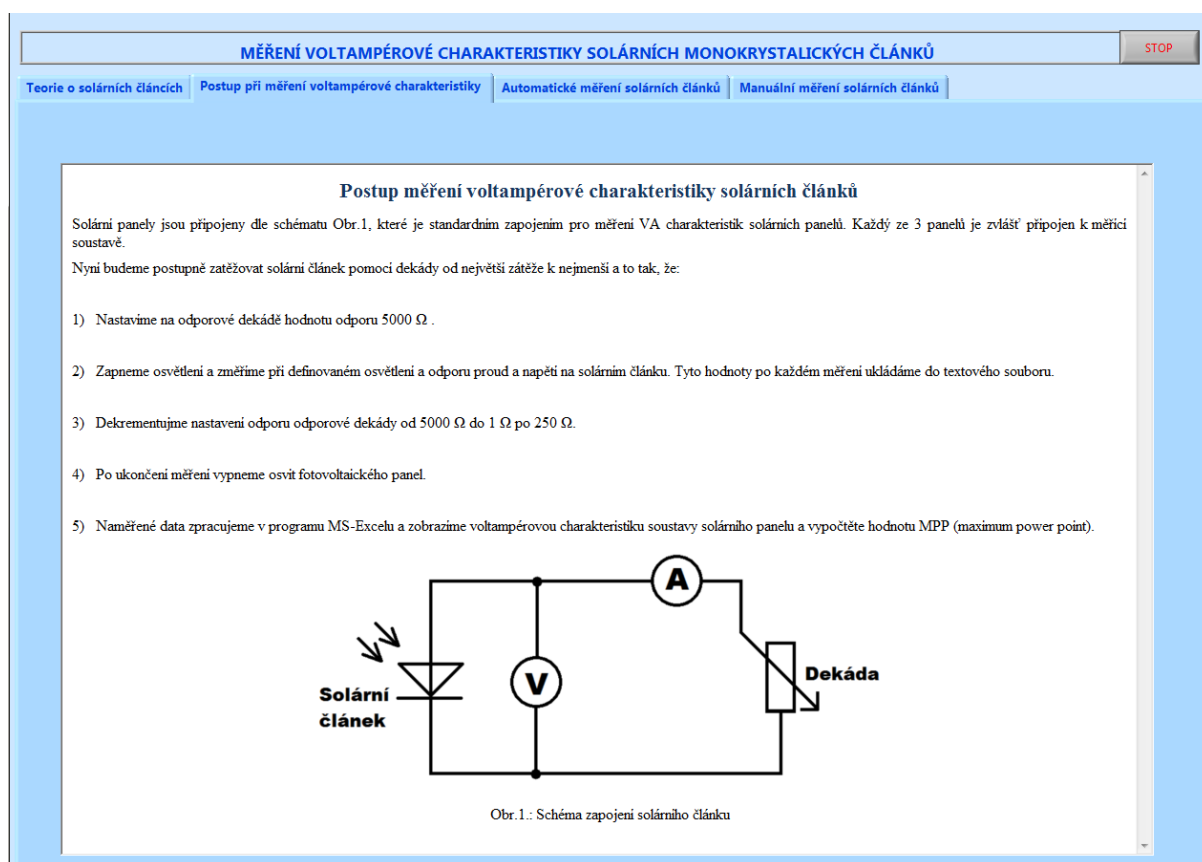 MĚŘENÍ VOLTAMPÉROVÉ CHARAKTERISTIKY SOLÁRNÍCH MONOKRYSTALICKÝCH ČLÁNKŮ
STOP
Teorie o solárních článcích
Postup při měření voltampérové charakteristiky
Automatické měření solárních článků
Manuální měření solárních článků
Postup měření voltampérové charakteristiky solárních článků
Solární panely jsou připojeny dle schématu Obr.1, které je standardním zapojením pro měření VA charakteristik solárních panelů. Každý ze 3 panelů je zvlášť připojen k měřící
soustavě.
Nyní budeme postupně zatěžovat solární článek pomocí dekády od největší zátěže k nejmenší a to tak, že:
1) Nastavíme na odporové dekádě hodnotu odporu 5000 Ω .
2) Zapneme osvětlení a změříme při definovaném osvětlení a odporu proud a napětí na solárním článku. Tyto hodnoty po každém měření ukládáme do textového souboru.
3) Dekrementujme nastavení odporu odporové dekády od 5000 Ω do 1 Ω po 250 Ω.
4) Po ukončení měření vypneme osvit fotovoltaického panel.
5) Naměřené data zpracujeme v programu MS-Excelu a zobrazíme voltampérovou charakteristiku soustavy solárního panelu a vypočtěte hodnotu MPP (maximum power point).
A
V
Solární
článek
Dekáda
Obr.1.: Schéma zapojení solárního článku